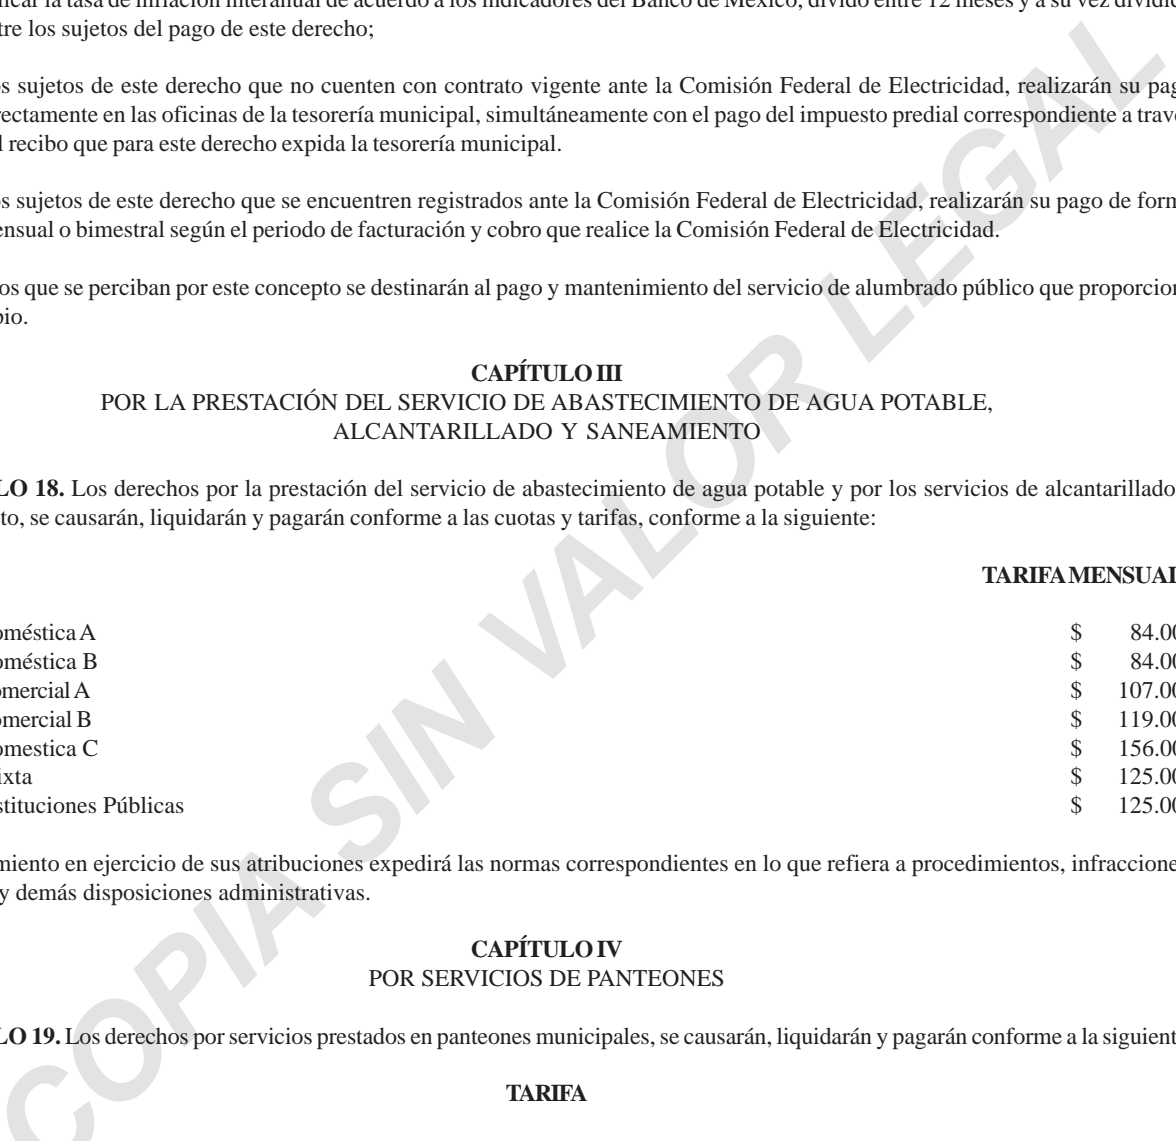 tasa de inflación interanual de acuerdo a los indicadores del Banco de México, divido entre 12 meses y a su vez
los sujetos del pago de este derecho;
sujetos de este derecho que no cuenten con contrato vigente ante la Comisión Federal de Electricidad, realizarán su
en las oficinas de la tesorería municipal, simultáneamente con el pago del impuesto predial correspondiente a
recibo que para este derecho expida la tesorería municipal.
sujetos de este derecho que se encuentren registrados ante la Comisión Federal de Electricidad, realizarán su pago de
o bimestral según el periodo de facturación y cobro que realice la Comisión Federal de Electricidad.
que se perciban por este concepto se destinarán al pago y mantenimiento del servicio de alumbrado público que
CAPÍTULO III
POR LA PRESTACIÓN DEL SERVICIO DE ABASTECIMIENTO DE AGUA POTABLE,
ALCANTARILLADO Y SANEAMIENTO
LO 18. Los derechos por la prestación del servicio de abastecimiento de agua potable y por los servicios de alcantarillado
to, se causarán, liquidarán y pagarán conforme a las cuotas y tarifas, conforme a la siguiente:
TARIFA MENSUAL
oméstica A $ 84.00
oméstica B $ 84.00
omercial A $ 107.00
omercial B $ 119.00
omestica C $ 156.00
ixta $ 125.00
stituciones Públicas $ 125.00
miento en ejercicio de sus atribuciones expedirá las normas correspondientes en lo que refiera a procedimientos, infraccione
y demás disposiciones administrativas.
CAPÍTULO IV
POR SERVICIOS DE PANTEONES
LO 19. Los derechos por servicios prestados en panteones municipales, se causarán, liquidarán y pagarán conforme a la siguient
TARIFA
COPIA SIN VALOR LEGAL